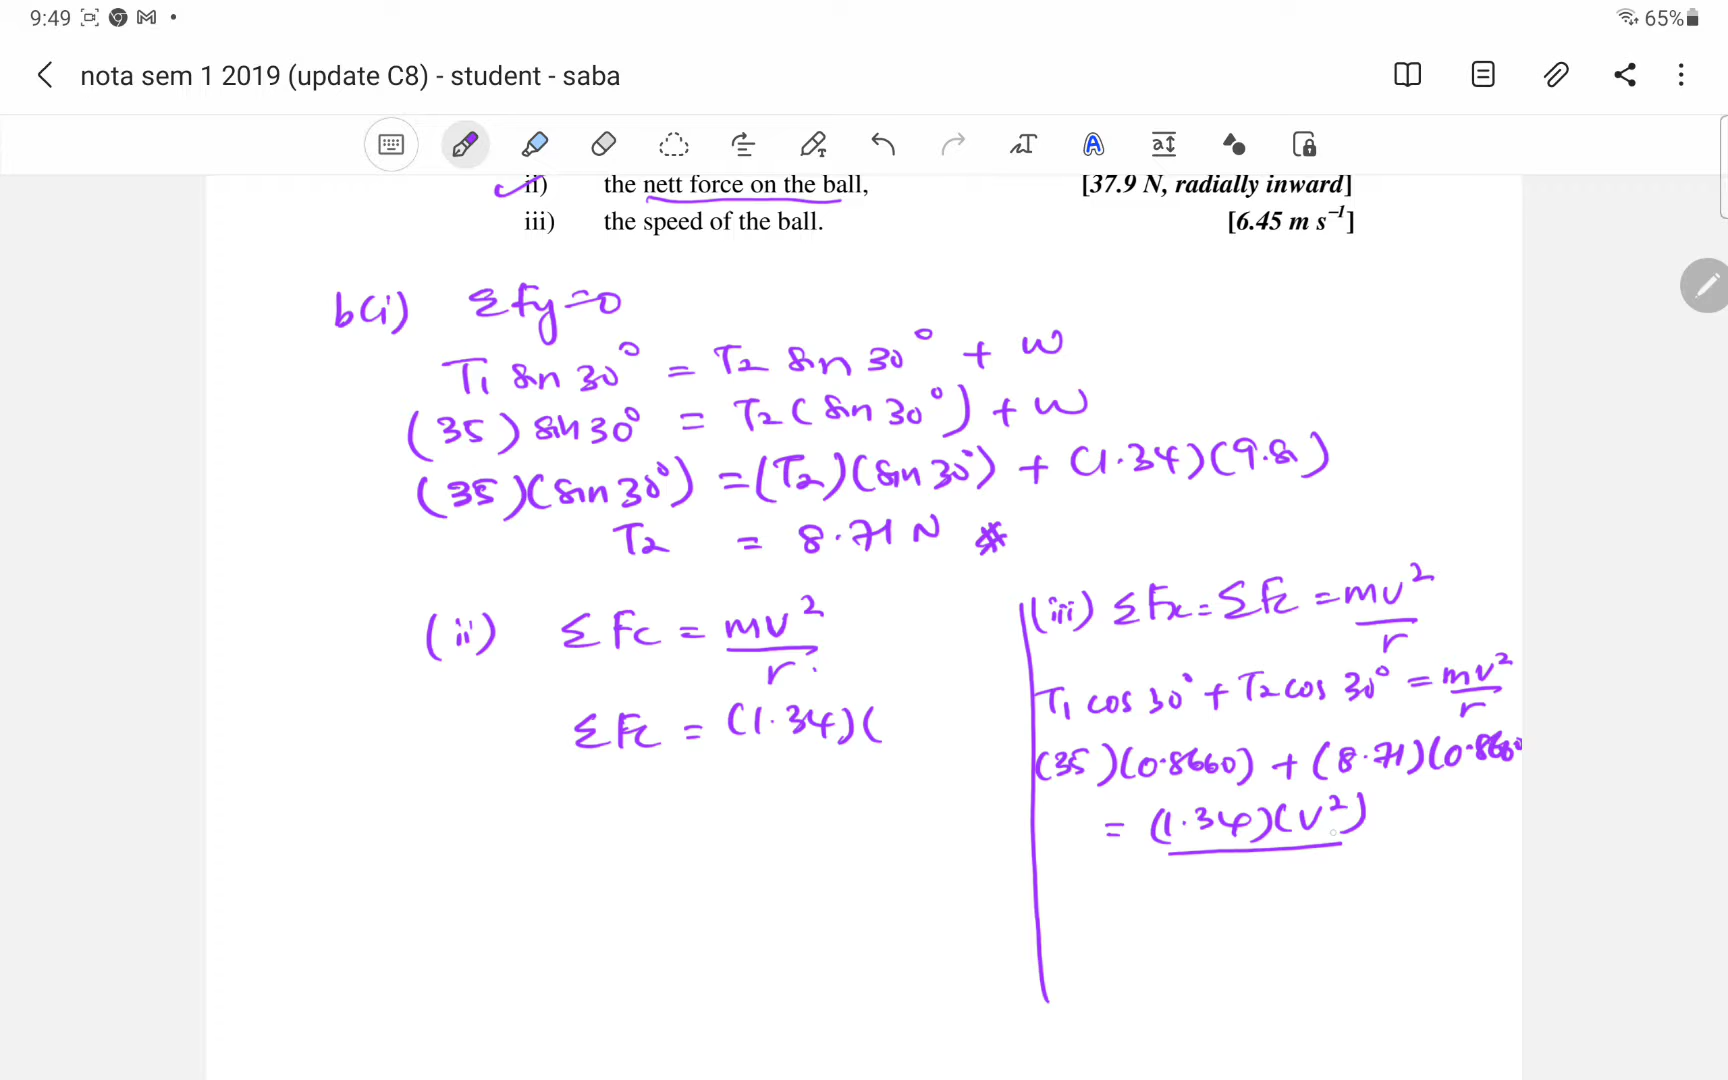 9:49
65%
nota sem 1 2019 (update C8) - student - saba
ii) the nett force on the ball, [37.9 N, radially inward]
iii) the speed of the ball. [6.45 m s⁻¹]
b(i) ΣFy=0
T₁ sin 30° = T₂ sin 30° + W
(35) sin 30° = T₂ (sin 30°) + W
(35)(sin 30°) = (T₂)(sin 30°) + (1.34)(9.81)
T₂ = 8.71 N #
(ii) ΣFc = mv²/r
ΣFc = (1.34)(
(iii) ΣFx = ΣFc = mv²/r
T₁ cos 30° + T₂ cos 30° = mv²/r
(35)(0.8660) + (8.71)(0.8660
= (1.34)(v²)